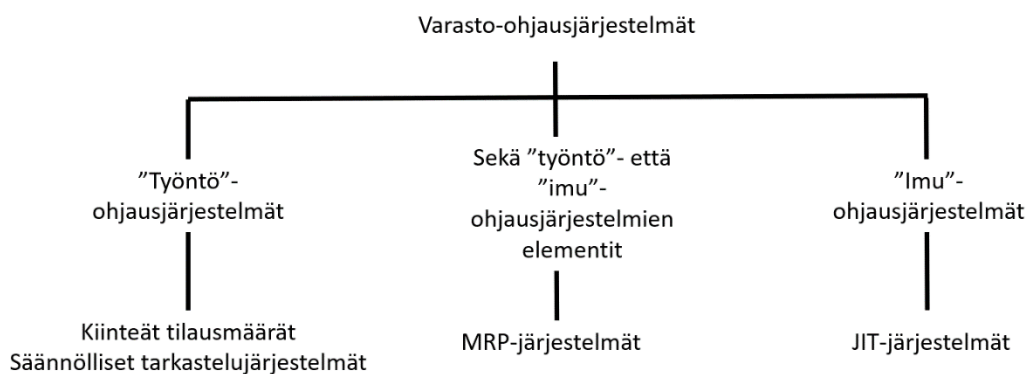 Varasto-ohjausjärjestelmät
”Työntö”-
ohjausjärjestelmät
Sekä ”työntö”- että
”imu”-
ohjausjärjestelmien
elementit
”Imu”-
ohjausjärjestelmät
Kiinteät tilausmäärät
Säännölliset tarkastelujärjestelmät
MRP-järjestelmät
JIT-järjestelmät